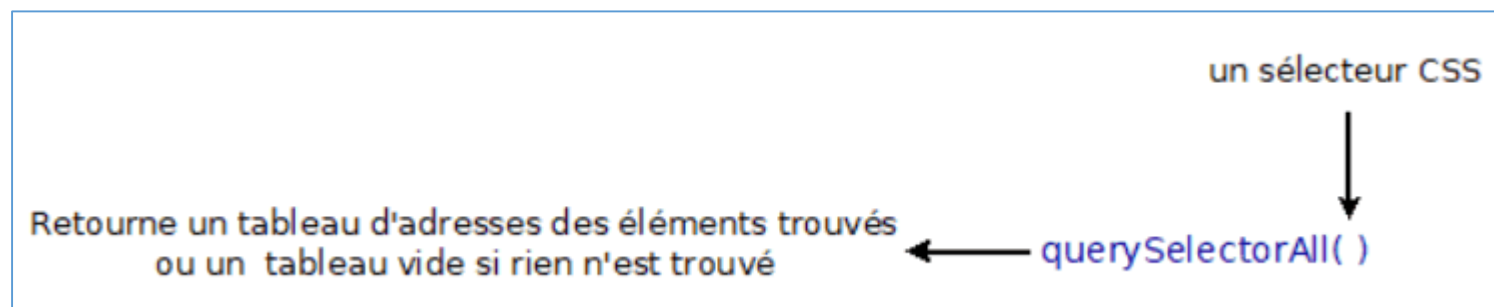 un sélecteur CSS
Retourne un tableau d'adresses des éléments trouvés
ou un tableau vide si rien n'est trouvé
querySelectorAll( )